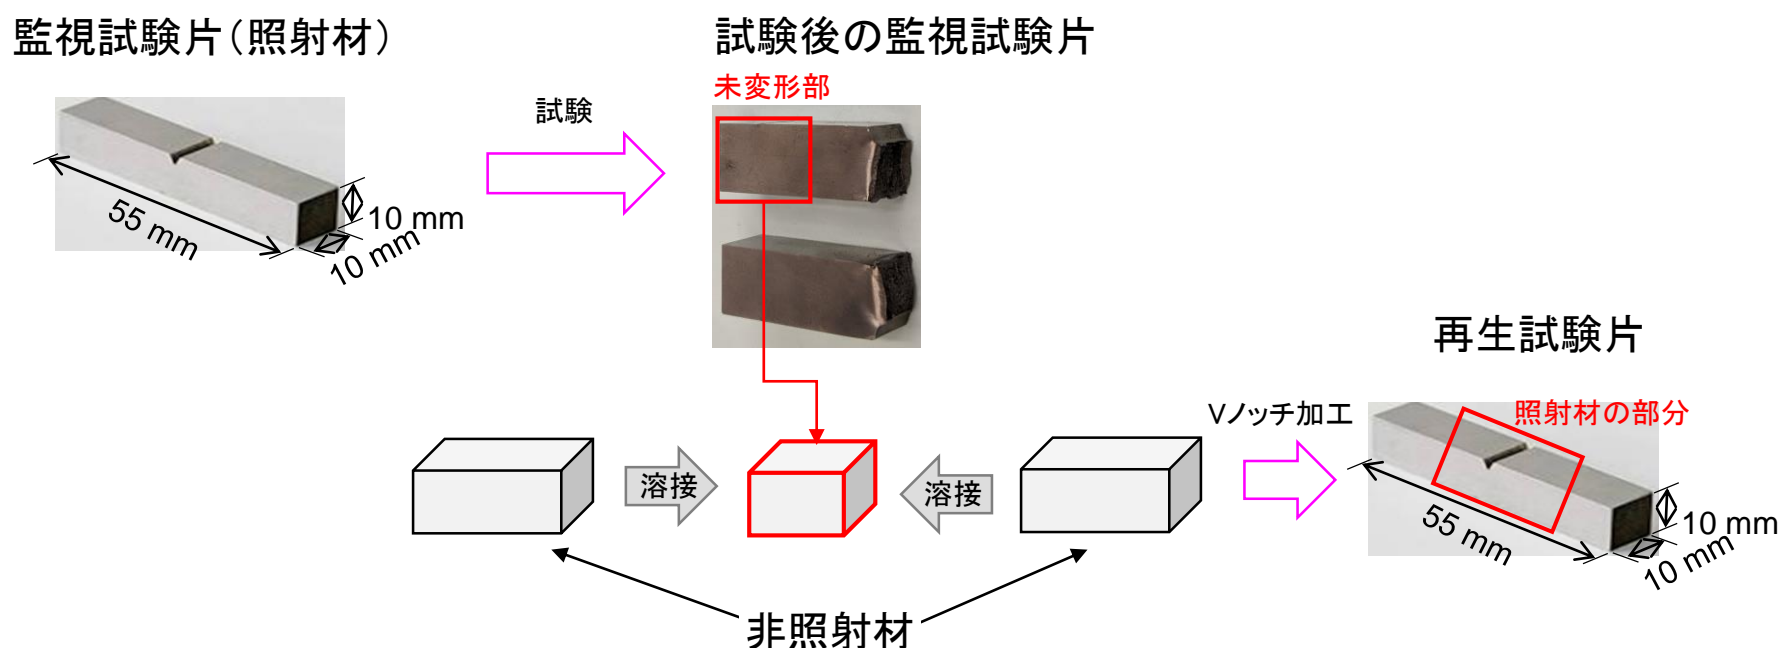 監視試験片（照射材）
試験後の監視試験片
未変形部
試験
55 mm
10 mm
10 mm
再生試験片
Vノッチ加工
照射材の部分
溶接
溶接
55 mm
10 mm
10 mm
非照射材